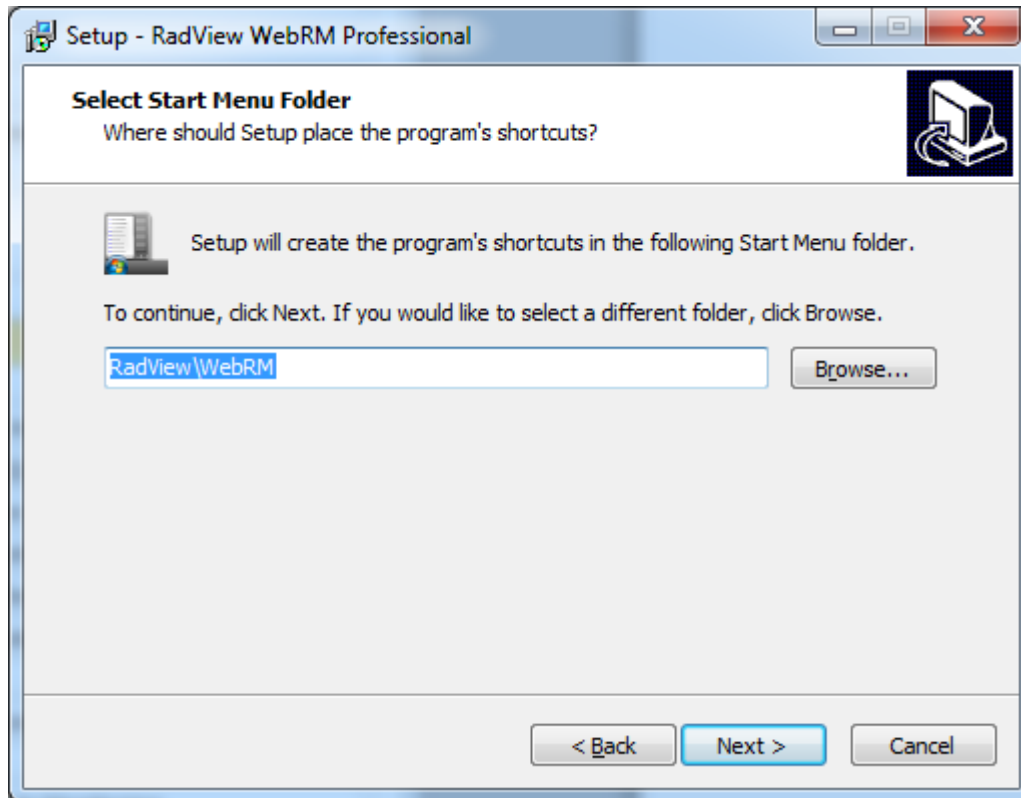 Setup - RadView WebRM Professional
Select Start Menu Folder
Where should Setup place the program's shortcuts?
Setup will create the program's shortcuts in the following Start Menu folder.
To continue, click Next. If you would like to select a different folder, click Browse.
RadView\WebRM
Browse...
< Back
Next >
Cancel